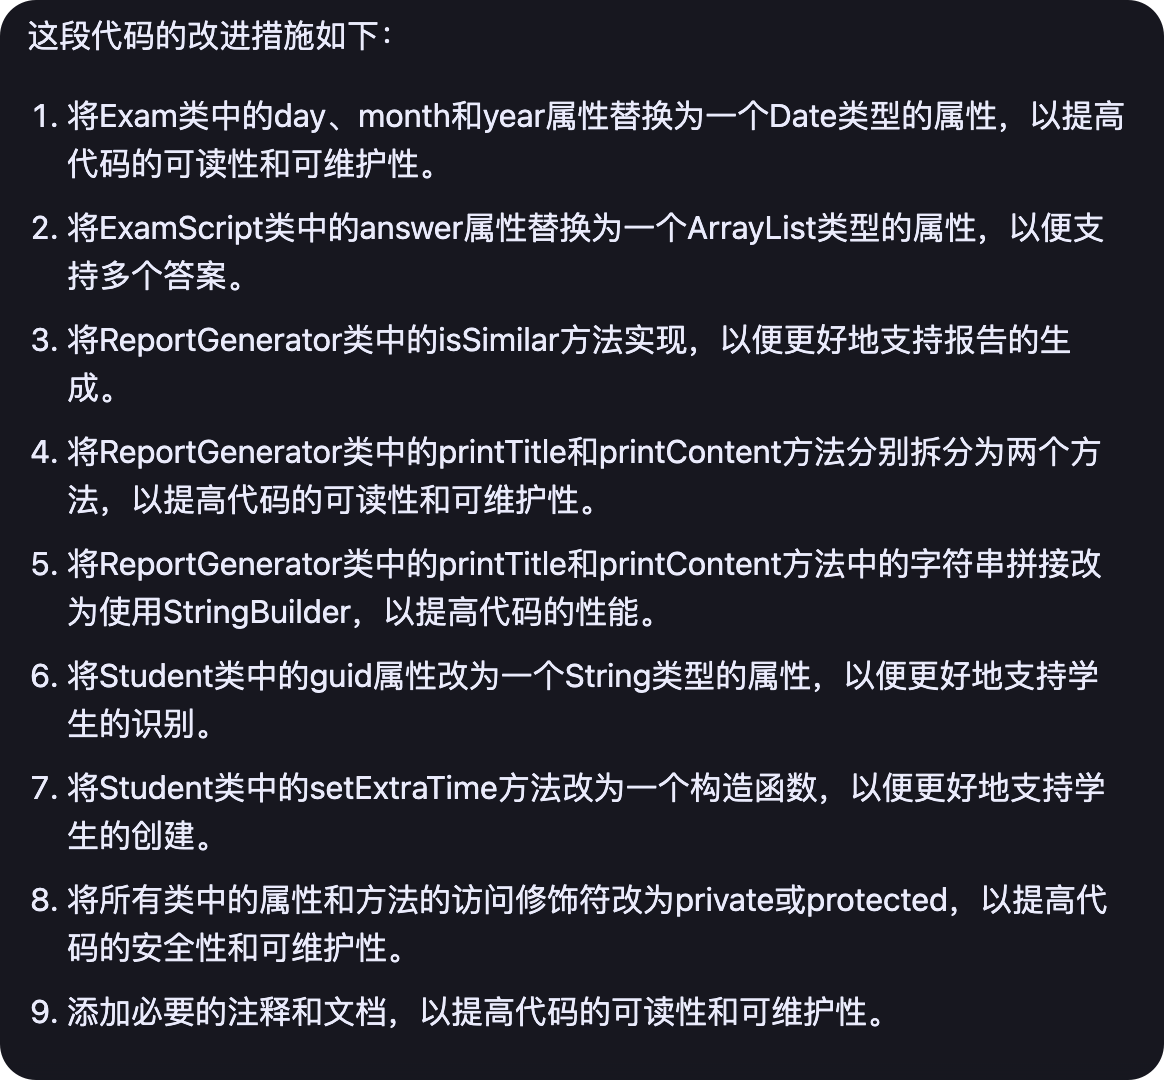 这段代码的改进措施如下：
1. 将Exam类中的day、month和year属性替换为一个Date类型的属性，以提高
代码的可读性和可维护性。
2. 将ExamScript类中的answer属性替换为一个ArrayList类型的属性，以便支
持多个答案。
3. 将ReportGenerator类中的isSimilar方法实现，以便更好地支持报告的生
成。
4. 将ReportGenerator类中的printTitle和printContent方法分别拆分为两个方
法，以提高代码的可读性和可维护性。
5. 将ReportGenerator类中的printTitle和printContent方法中的字符串拼接改
为使用StringBuilder，以提高代码的性能。
6. 将Student类中的guid属性改为一个String类型的属性，以便更好地支持学
生的识别。
7. 将Student类中的setExtraTime方法改为一个构造函数，以便更好地支持学
生的创建。
8. 将所有类中的属性和方法的访问修饰符改为private或protected，以提高代
码的安全性和可维护性。
9. 添加必要的注释和文档，以提高代码的可读性和可维护性。